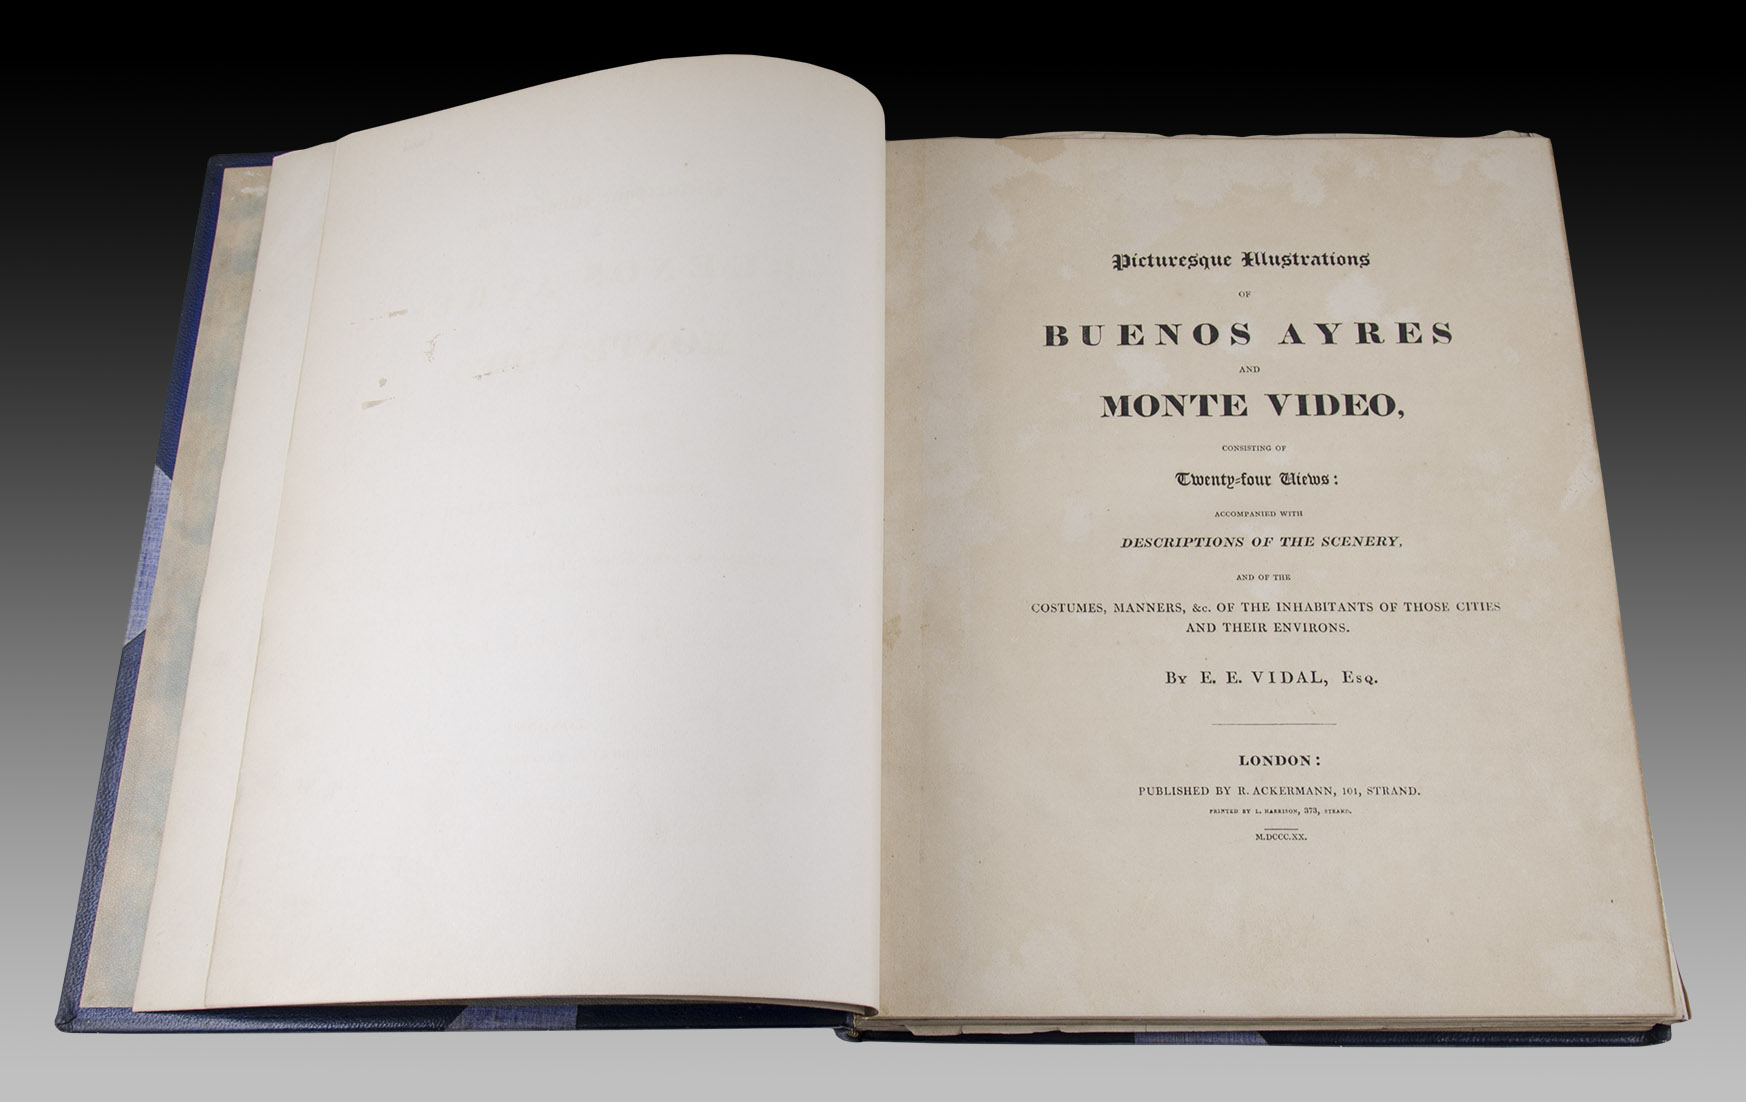 Picturesque Illustrations
OF
BUENOS AYRES
AND
MONTE VIDEO,
CONSISTING OF
Twenty-four Views:
ACCOMPANIED WITH
DESCRIPTIONS OF THE SCENERY,
AND OF THE
COSTUMES, MANNERS, &c. OF THE INHABITANTS OF THOSE CITIES
AND THEIR ENVIRONS.
By E. E. VIDAL, Esq.
LONDON:
PUBLISHED BY R. ACKERMANN, 101, STRAND.
PRINTED BY L. HARRISON, 373, STRAND.
M.DCCC.XX.